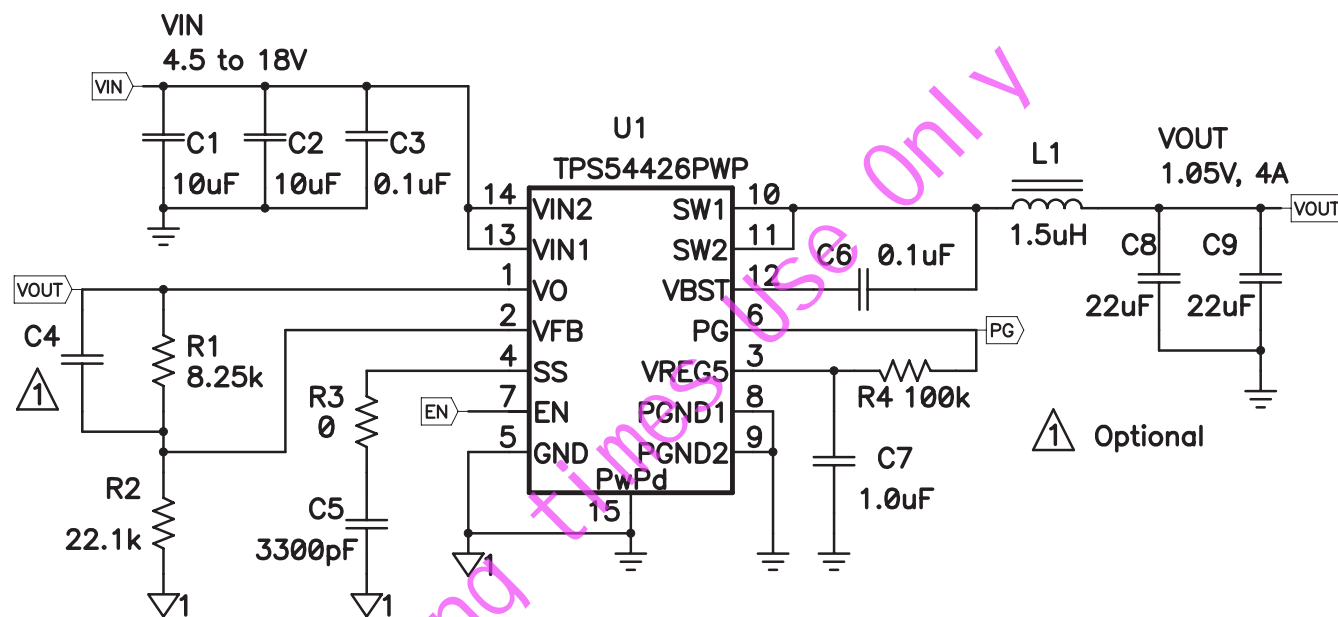 VIN
4.5 to 18V
VIN
C1
10uF
C2
10uF
C3
0.1uF
U1
TPS54426PWP
14
VIN2
13
VIN1
1
VO
2
VFB
4
SS
7
EN
5
GND
PwPd
15
SW1
10
SW2
11
VBST
12
PG
6
VREG5
3
PGND1
8
PGND2
9
L1
1.5uH
VOUT
1.05V, 4A
VOUT
C6
0.1uF
C8
22uF
C9
22uF
PG
R4 100k
C7
1.0uF
1 Optional
VOUT
C4
1
R1
8.25k
R2
22.1k
1
R3
0
C5
3300pF
1
EN
1
times Use Only